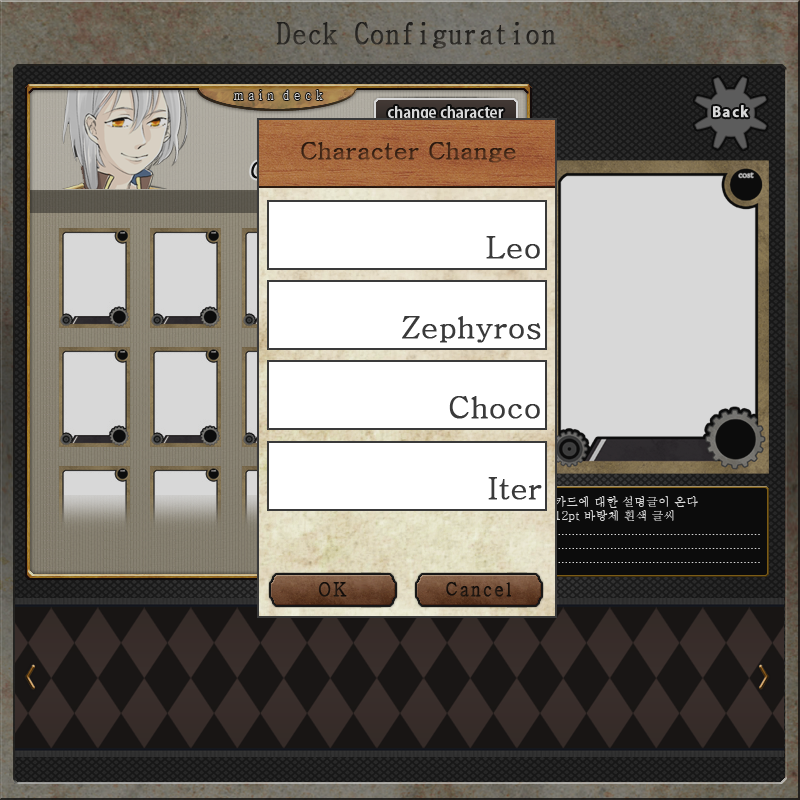 Deck Configuration
main deck
change character
Back
Character Change
cost
Leo
Zephyros
Choco
Iter
카드에 대한 설명글이 온다
12pt 바탕체 흰색 글씨
OK
Cancel